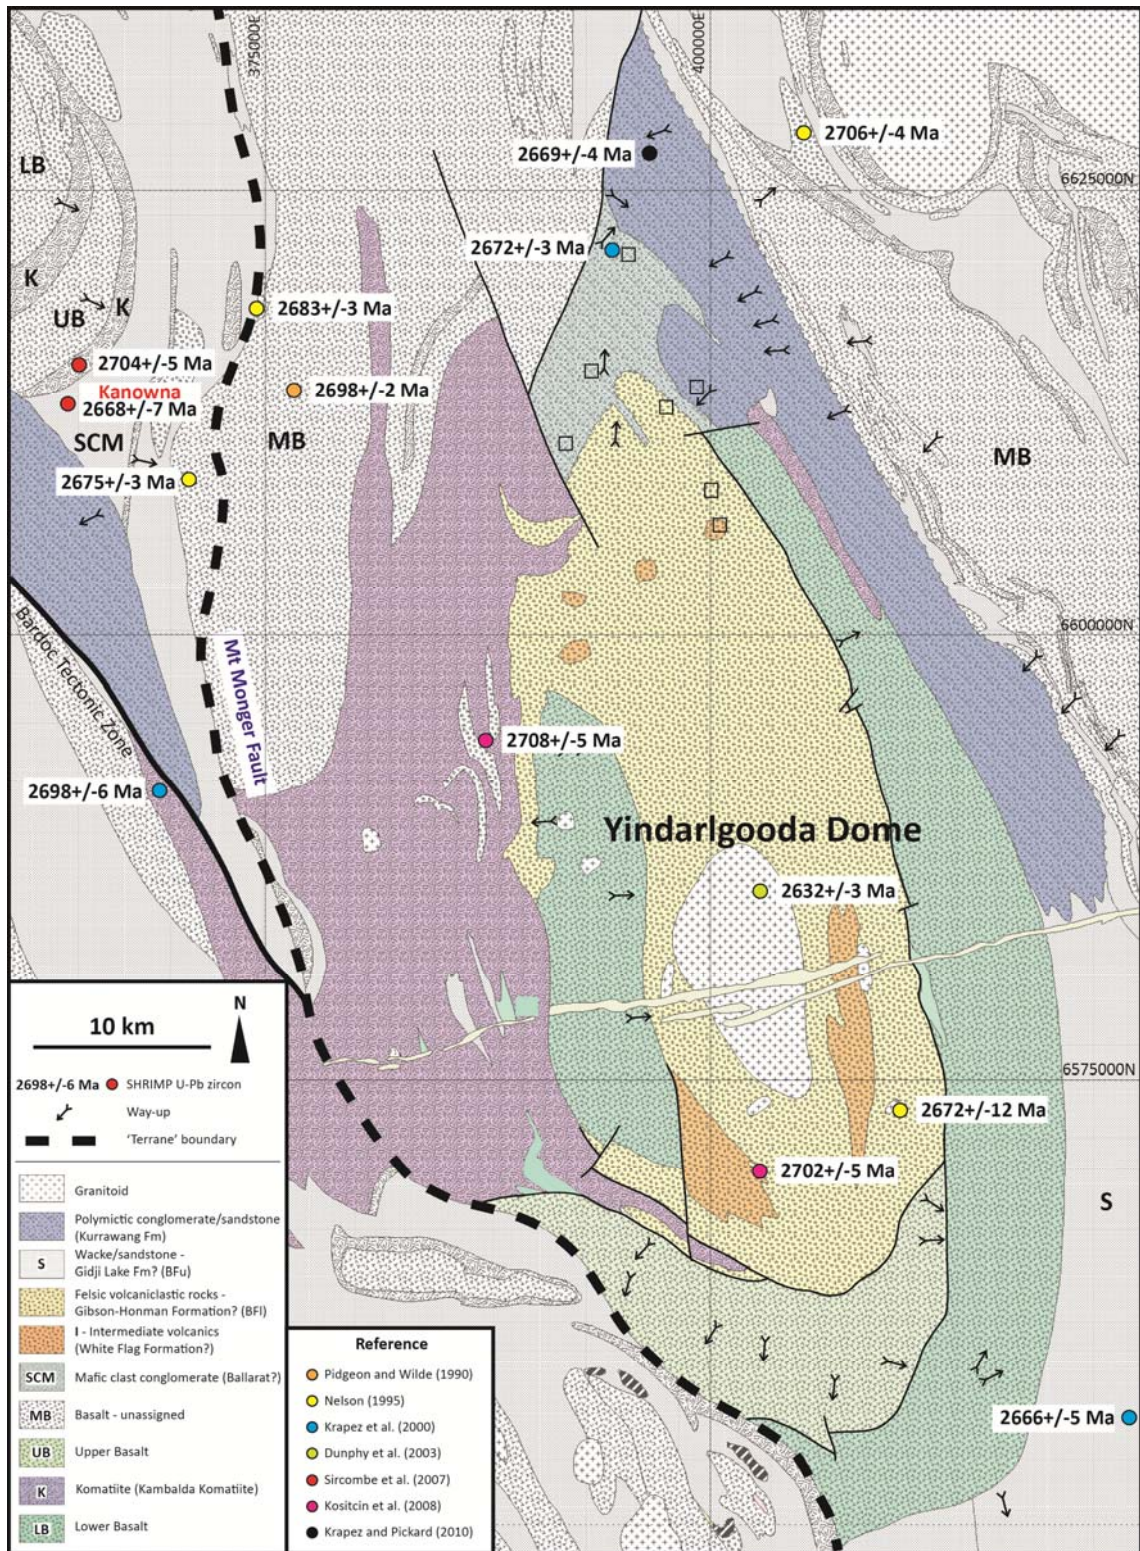 375000E
400000E
2706+/-4 Ma
2669+/-4 Ma
LB
6625000N
2672+/-3 Ma
K
2683+/-3 Ma
UB
K
2704+/-5 Ma
Kanowna
2698+/-2 Ma
2668+/-7 Ma
SCM
MB
MB
2675+/-3 Ma
6600000N
Bardoc Tectonic Zone
Mt Monger Fault
2708+/-5 Ma
2698+/-6 Ma
Yindarlgooda Dome
2632+/-3 Ma
6575000N
2672+/-12 Ma
2702+/-5 Ma
S
2666+/-5 Ma
N
10 km
2698+/-6 Ma SHRIMP U-Pb zircon
Way-up
'Terrane' boundary
Granitoid
Polymictic conglomerate/sandstone
(Kurrawang Fm)
S Wacke/sandstone -
Gidji Lake Fm? (BFu)
Felsic volcaniclastic rocks -
Gibson-Honman Formation? (BFl)
I - Intermediate volcanics
(White Flag Formation?)
SCM Mafic clast conglomerate (Ballarat?)
MB Basalt - unassigned
UB Upper Basalt
K Komatiite (Kambalda Komatiite)
LB Lower Basalt
Reference
Pidgeon and Wilde (1990)
Nelson (1995)
Krapez et al. (2000)
Dunphy et al. (2003)
Sircombe et al. (2007)
Kositcin et al. (2008)
Krapez and Pickard (2010)